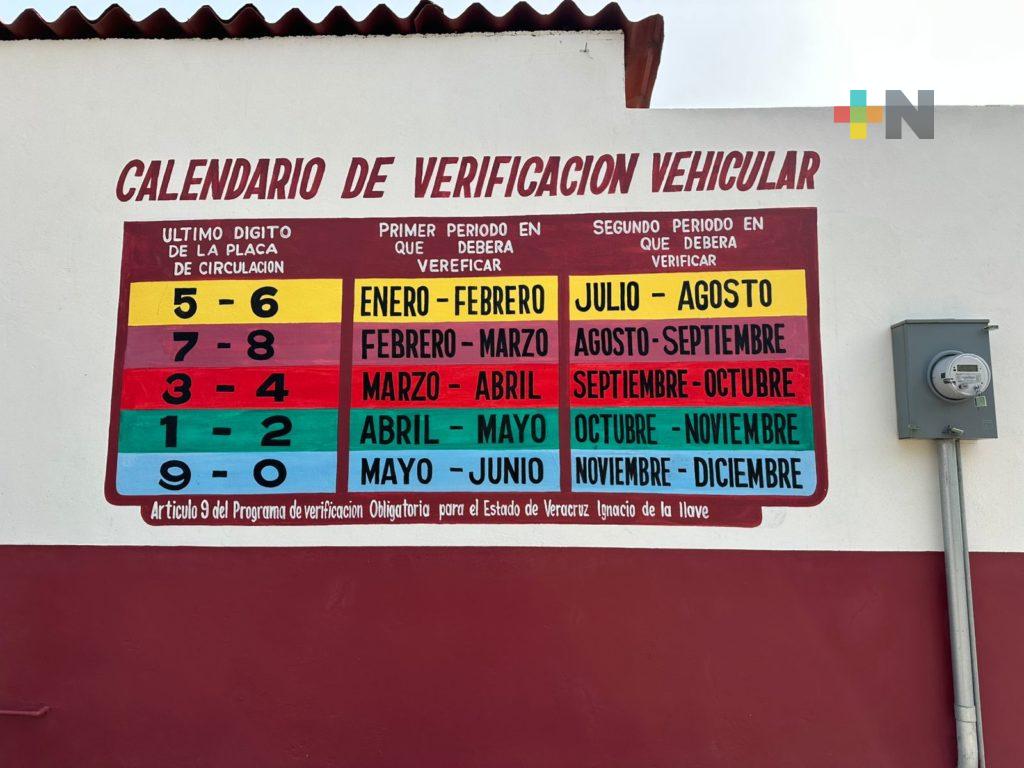 +N
CALENDARIO DE VERIFICACION VEHICULAR
ULTIMO DIGITO
DE LA PLACA
DE CIRCULACION
PRIMER PERIODO EN
QUE DEBERA
VEREFICAR
SEGUNDO PERIODO EN
QUE DEBERA
VERIFICAR
5 - 6 ENERO - FEBRERO JULIO - AGOSTO
7 - 8 FEBRERO - MARZO AGOSTO - SEPTIEMBRE
3 - 4 MARZO - ABRIL SEPTIEMBRE - OCTUBRE
1 - 2 ABRIL - MAYO OCTUBRE - NOVIEMBRE
9 - 0 MAYO - JUNIO NOVIEMBRE - DICIEMBRE
Articulo 9 del Programa de verificacion Obligatoria para el Estado de Veracruz Ignacio de la llave